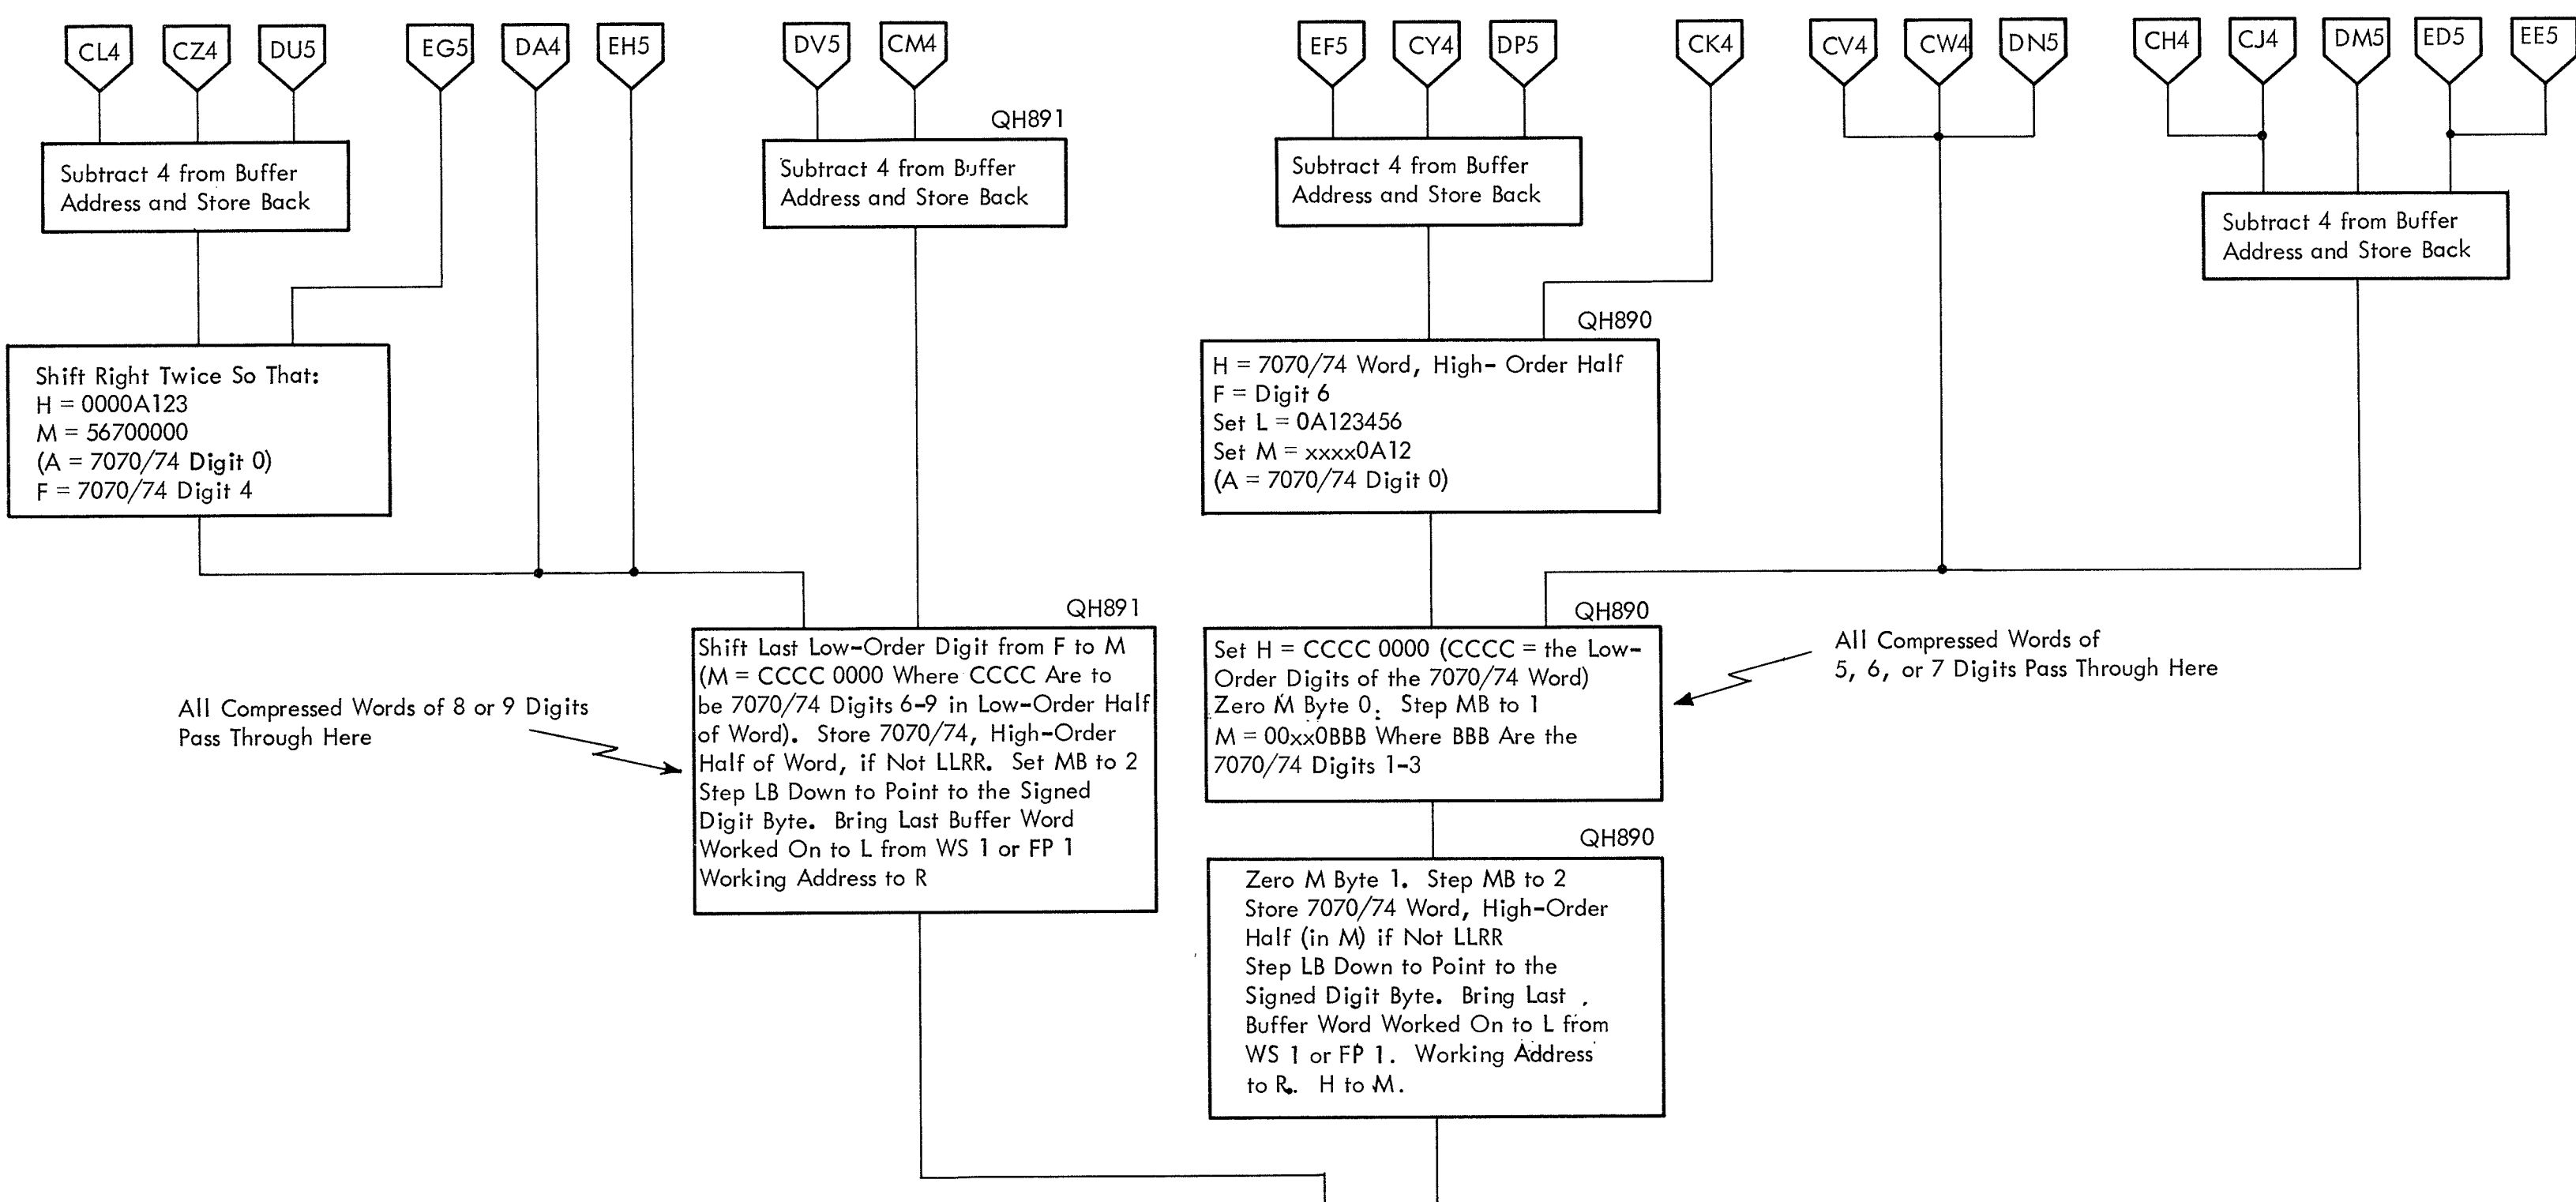 CL4
CZ4
DU5
EG5
DA4
EH5
DV5
CM4
EF5
CY4
DP5
CK4
CV4
CW4
DN5
CH4
CJ4
DM5
ED5
EE5
Subtract 4 from Buffer
Address and Store Back
QH891
Subtract 4 from Buffer
Address and Store Back
Subtract 4 from Buffer
Address and Store Back
Subtract 4 from Buffer
Address and Store Back
Shift Right Twice So That:
H = 0000A123
M = 56700000
(A = 7070/74 Digit 0)
F = 7070/74 Digit 4
QH890
H = 7070/74 Word, High- Order Half
F = Digit 6
Set L = 0A123456
Set M = xxxx0A12
(A = 7070/74 Digit 0)
QH891
Shift Last Low-Order Digit from F to M
(M = CCCC 0000 Where CCCC Are to
be 7070/74 Digits 6-9 in Low-Order Half
of Word). Store 7070/74, High-Order
Half of Word, if Not LLRR. Set MB to 2
Step LB Down to Point to the Signed
Digit Byte. Bring Last Buffer Word
Worked On to L from WS 1 or FP 1
Working Address to R
All Compressed Words of 8 or 9 Digits
Pass Through Here
QH890
Set H = CCCC 0000 (CCCC = the Low-
Order Digits of the 7070/74 Word)
Zero M Byte 0. Step MB to 1
M = 00xx0BBB Where BBB Are the
7070/74 Digits 1-3
All Compressed Words of
5, 6, or 7 Digits Pass Through Here
QH890
Zero M Byte 1. Step MB to 2
Store 7070/74 Word, High-Order
Half (in M) if Not LLRR
Step LB Down to Point to the
Signed Digit Byte. Bring Last
Buffer Word Worked On to L from
WS 1 or FP 1. Working Address
to R. H to M.